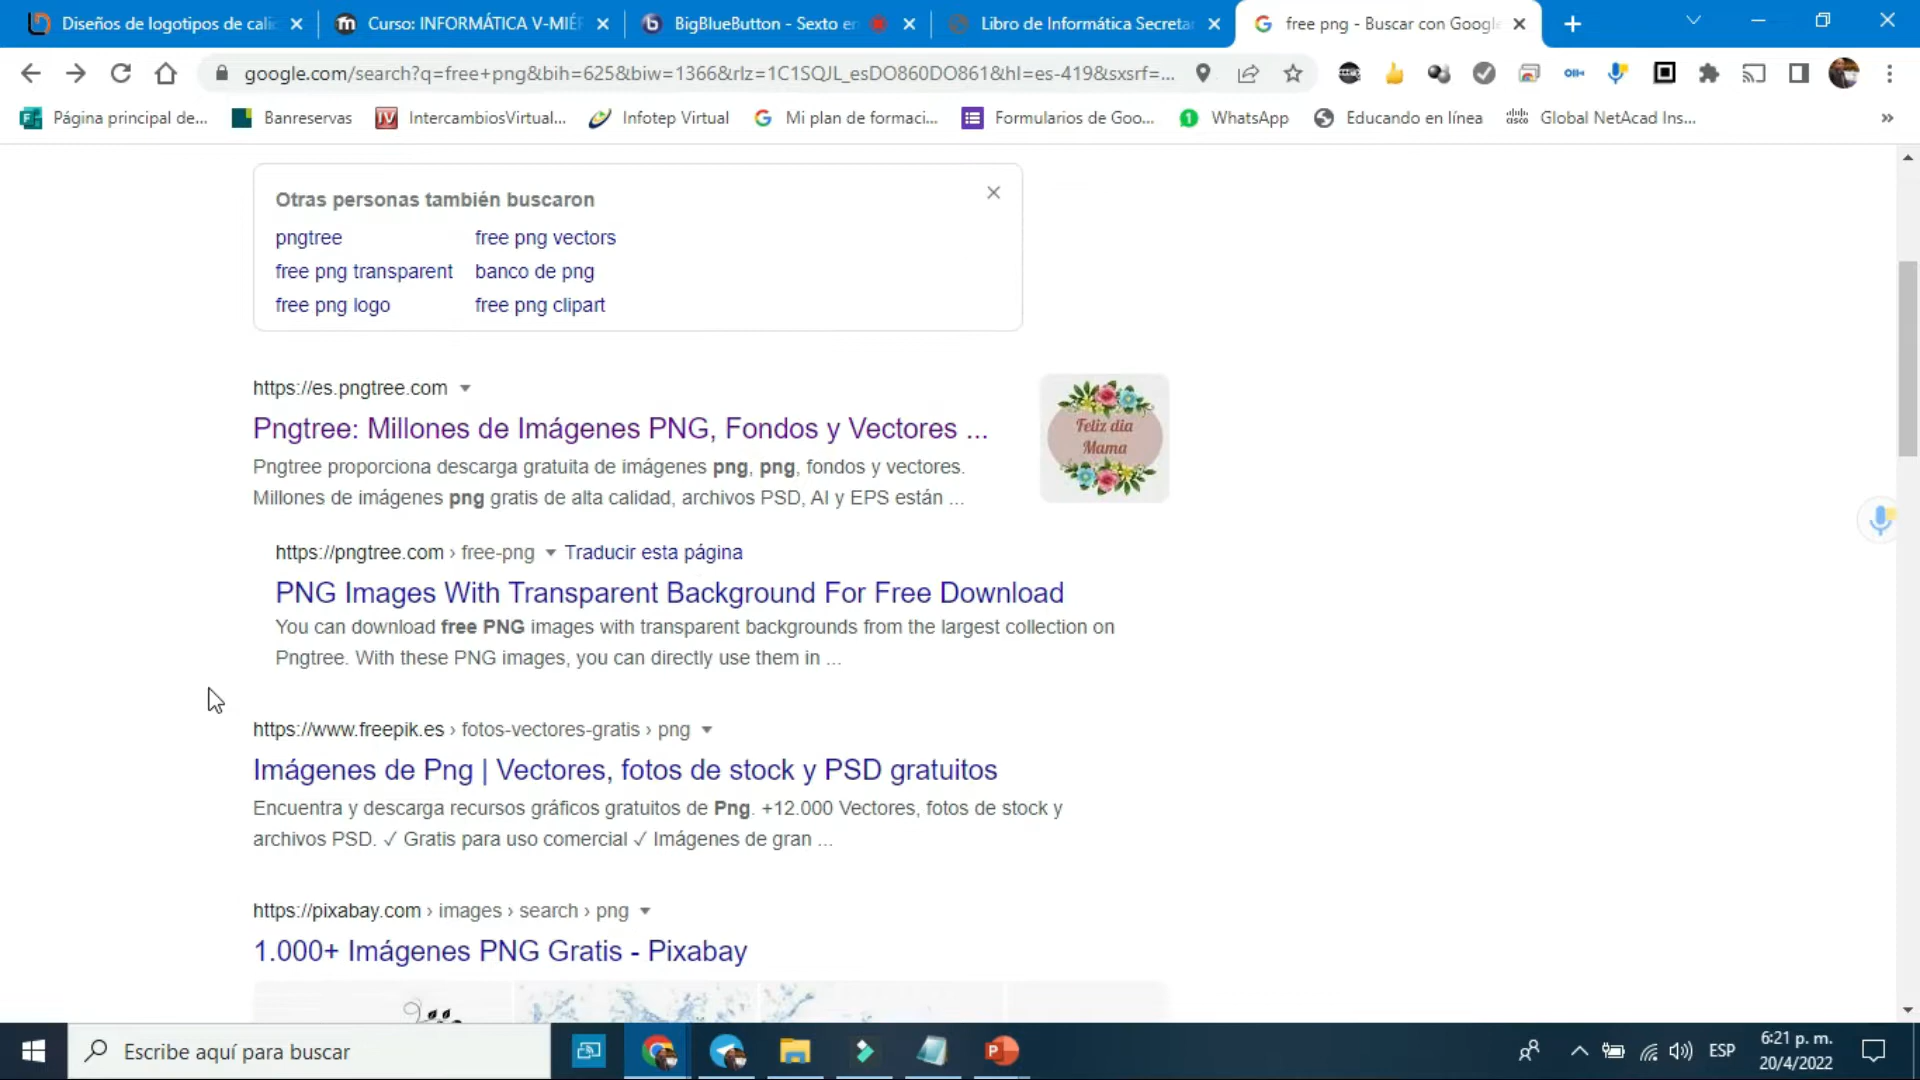 Diseños de logotipos de cali
Curso: INFORMÁTICA V-MIÉR
BigBlueButton - Sexto en
Libro de Informática Secretar
free png - Buscar con Google
google.com/search?q=free+png&bih=625&biw=1366&rlz=1C1SQJL_esDO860DO861&hl=es-419&sxsrf=...
Página principal de...
Banreservas
IntercambiosVirtual...
Infotep Virtual
Mi plan de formaci...
Formularios de Goo...
WhatsApp
Educando en línea
Global NetAcad Ins...
Otras personas también buscaron
pngtree
free png vectors
free png transparent
banco de png
free png logo
free png clipart
https://es.pngtree.com
Pngtree: Millones de Imágenes PNG, Fondos y Vectores ...
Pngtree proporciona descarga gratuita de imágenes png, png, fondos y vectores.
Millones de imágenes png gratis de alta calidad, archivos PSD, AI y EPS están ...
Feliz dia
Mama
https://pngtree.com › free-png Traducir esta página
PNG Images With Transparent Background For Free Download
You can download free PNG images with transparent backgrounds from the largest collection on
Pngtree. With these PNG images, you can directly use them in ...
https://www.freepik.es › fotos-vectores-gratis › png
Imágenes de Png | Vectores, fotos de stock y PSD gratuitos
Encuentra y descarga recursos gráficos gratuitos de Png. +12.000 Vectores, fotos de stock y
archivos PSD. ✓ Gratis para uso comercial ✓ Imágenes de gran ...
https://pixabay.com › images › search › png
1.000+ Imágenes PNG Gratis - Pixabay
Escribe aquí para buscar
ESP
6:21 p. m.
20/4/2022